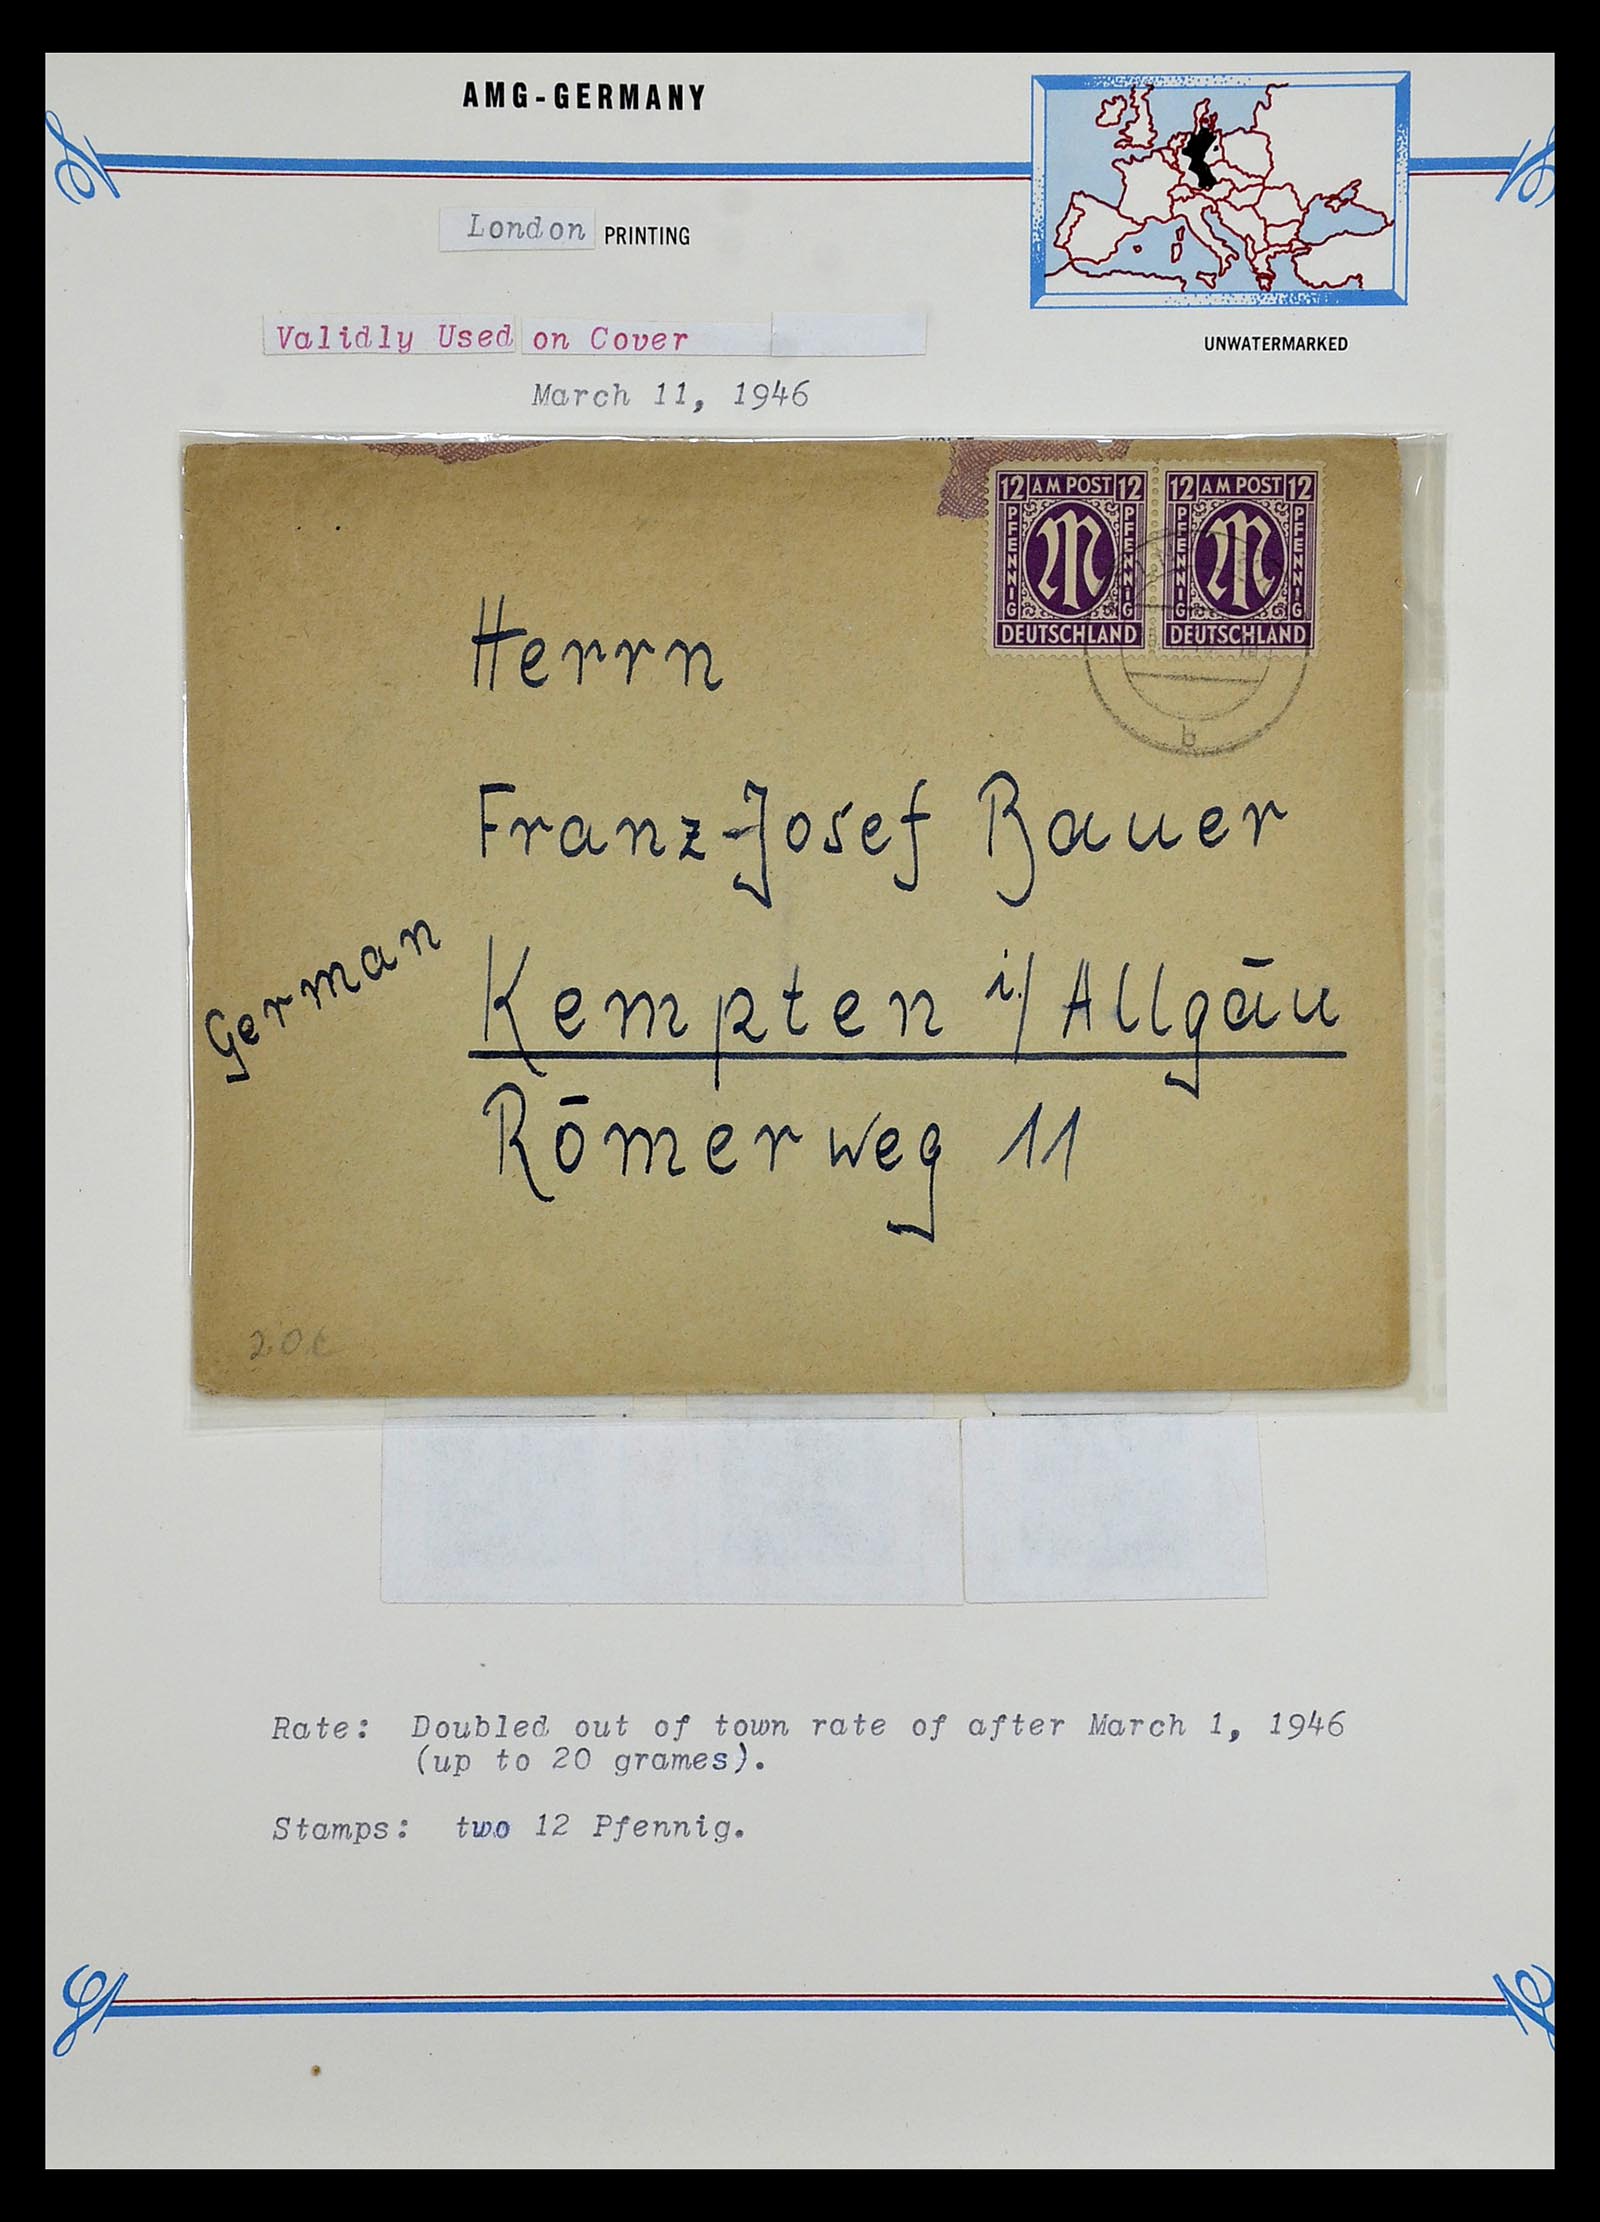 AMG-GERMANY
London PRINTING
Validly Used on Cover
UNWATERMARKED
March 11, 1946
12 AM POST 12 12 AM POST 12
PFENNIG PFENNIG PFENNIG PFENNIG
DEUTSCHLAND DEUTSCHLAND
b
Herrn
Franz-Josef Bauer
German
Kempten i/Allgāu
Rōmerweg 11
Rate: Doubled out of town rate of after March 1, 1946
(up to 20 grames).
Stamps: two 12 Pfennig.